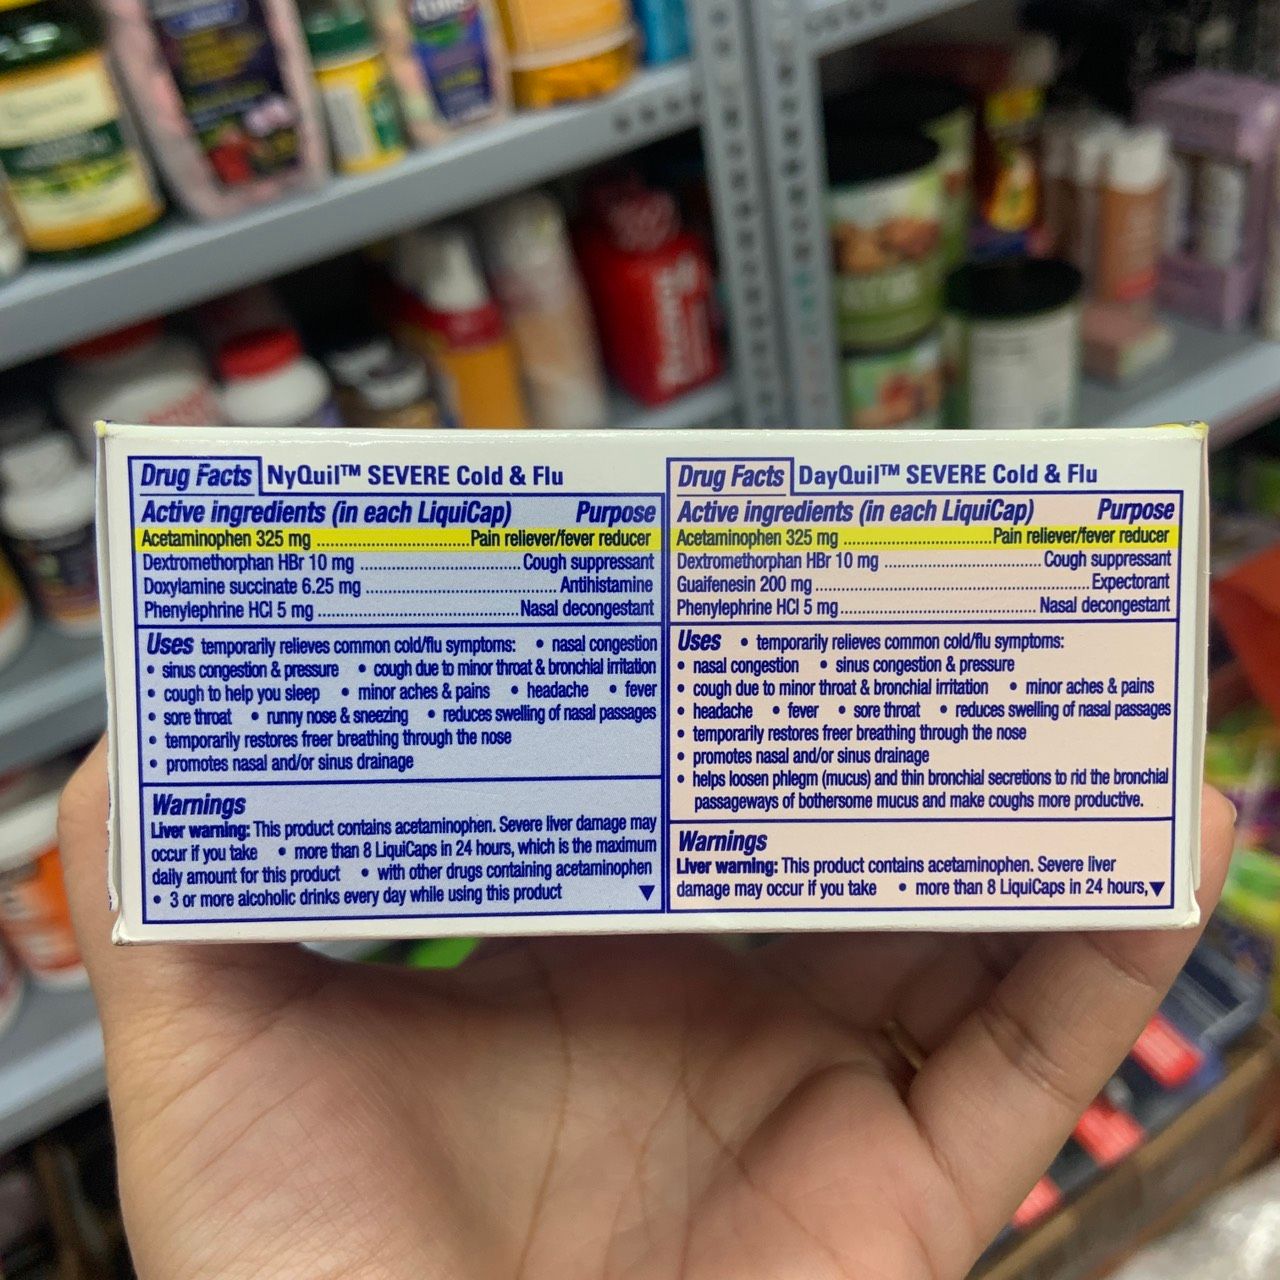 Drug Facts NyQuil™ SEVERE Cold & Flu
Active ingredients (in each LiquiCap) Purpose
Acetaminophen 325 mg ............................ Pain reliever/fever reducer
Dextromethorphan HBr 10 mg ............................ Cough suppressant
Doxylamine succinate 6.25 mg ............................ Antihistamine
Phenylephrine HCl 5 mg ............................ Nasal decongestant
Uses temporarily relieves common cold/flu symptoms: • nasal congestion
• sinus congestion & pressure • cough due to minor throat & bronchial irritation
• cough to help you sleep • minor aches & pains • headache • fever
• sore throat • runny nose & sneezing • reduces swelling of nasal passages
• temporarily restores freer breathing through the nose
• promotes nasal and/or sinus drainage
Warnings
Liver warning: This product contains acetaminophen. Severe liver damage may
occur if you take • more than 8 LiquiCaps in 24 hours, which is the maximum
daily amount for this product • with other drugs containing acetaminophen
• 3 or more alcoholic drinks every day while using this product ▼
Drug Facts DayQuil™ SEVERE Cold & Flu
Active ingredients (in each LiquiCap) Purpose
Acetaminophen 325 mg ............................ Pain reliever/fever reducer
Dextromethorphan HBr 10 mg ............................ Cough suppressant
Guaifenesin 200 mg ............................ Expectorant
Phenylephrine HCl 5 mg ............................ Nasal decongestant
Uses • temporarily relieves common cold/flu symptoms:
• nasal congestion • sinus congestion & pressure
• cough due to minor throat & bronchial irritation • minor aches & pains
• headache • fever • sore throat • reduces swelling of nasal passages
• temporarily restores freer breathing through the nose
• promotes nasal and/or sinus drainage
• helps loosen phlegm (mucus) and thin bronchial secretions to rid the bronchial
passageways of bothersome mucus and make coughs more productive.
Warnings
Liver warning: This product contains acetaminophen. Severe liver
damage may occur if you take • more than 8 LiquiCaps in 24 hours, ▼